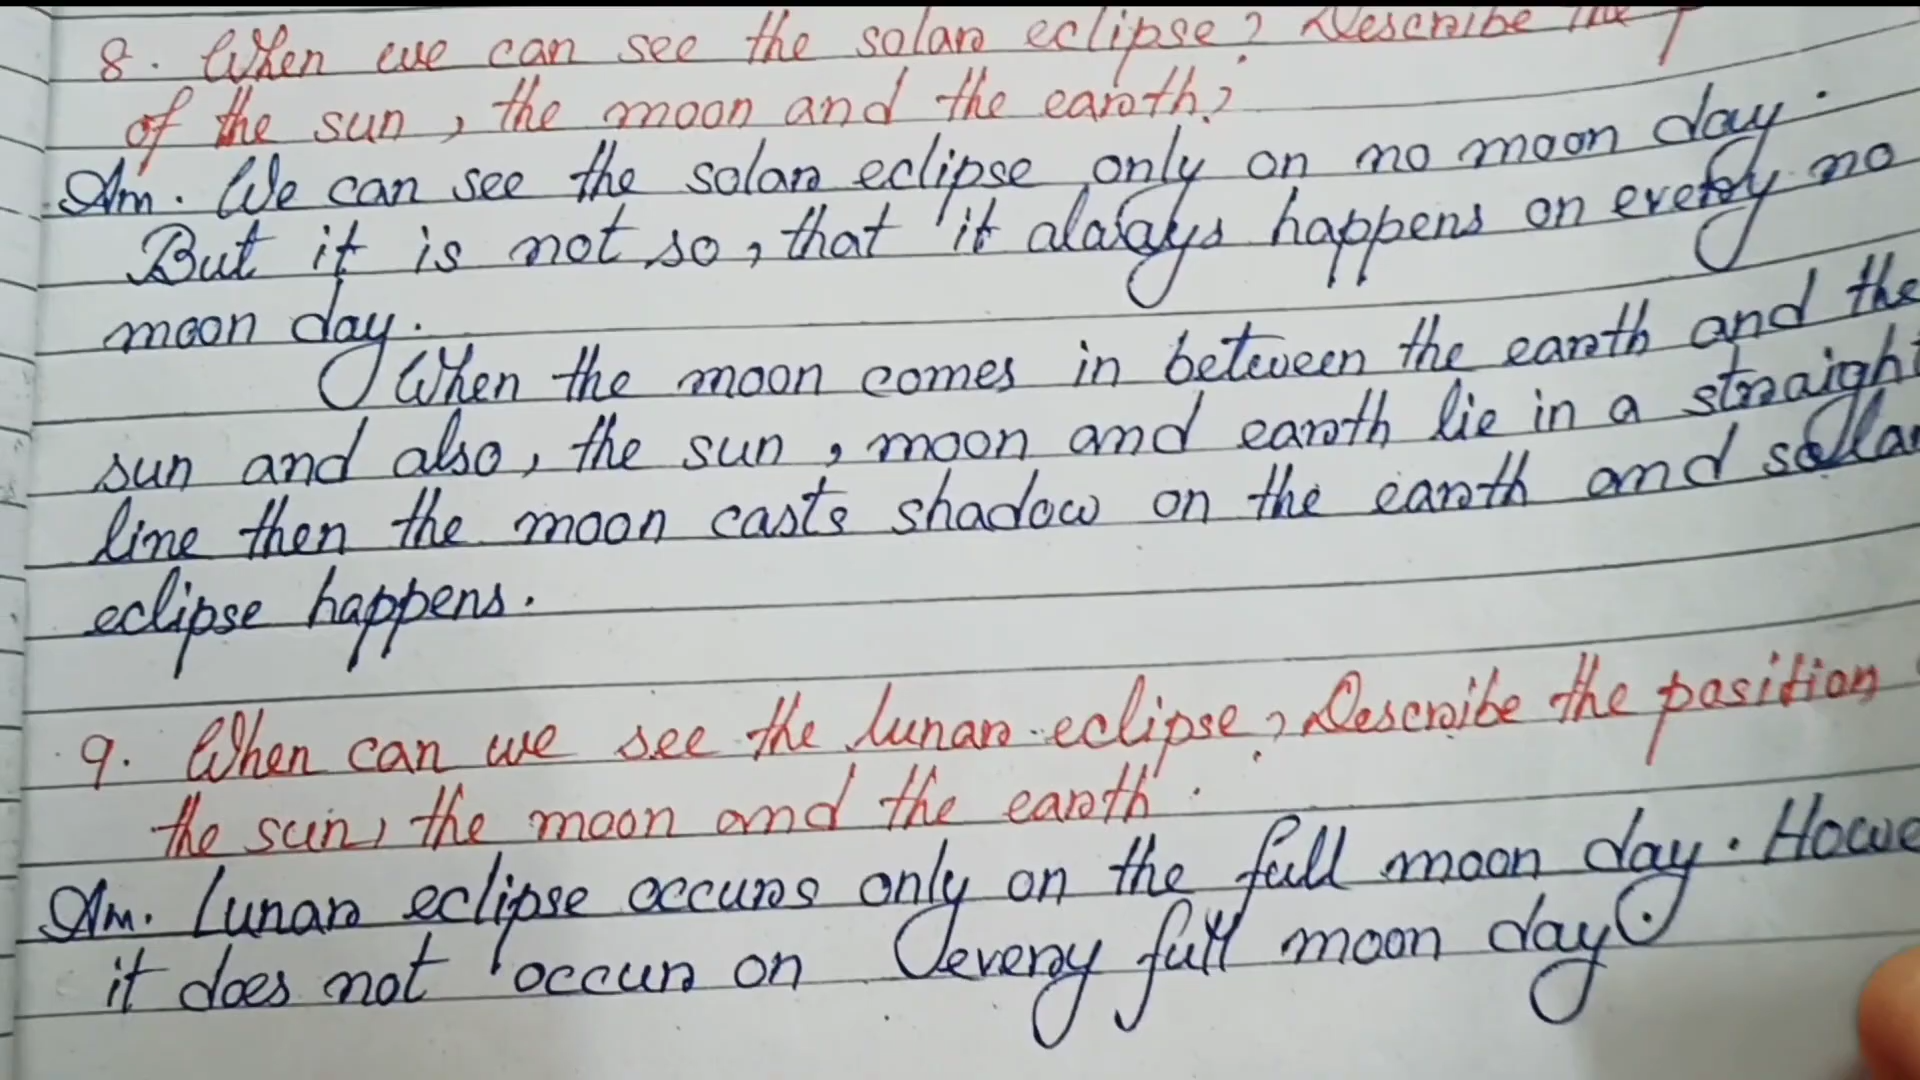 8. When we can see the solar eclipse? Describe the
of the sun, the moon and the earth?
Ans. We can see the solar eclipse only on no moon day.
But it is not so, that it always happens on every no
moon day.
When the moon comes in between the earth and the
sun and also, the sun, moon and earth lie in a straight
line then the moon casts shadow on the earth and sollar
eclipse happens.
9. When can we see the lunar eclipse? Describe the position
the sun, the moon and the earth.
Ans. Lunar eclipse occurs only on the full moon day. Howe
it does not occur on every full moon day.